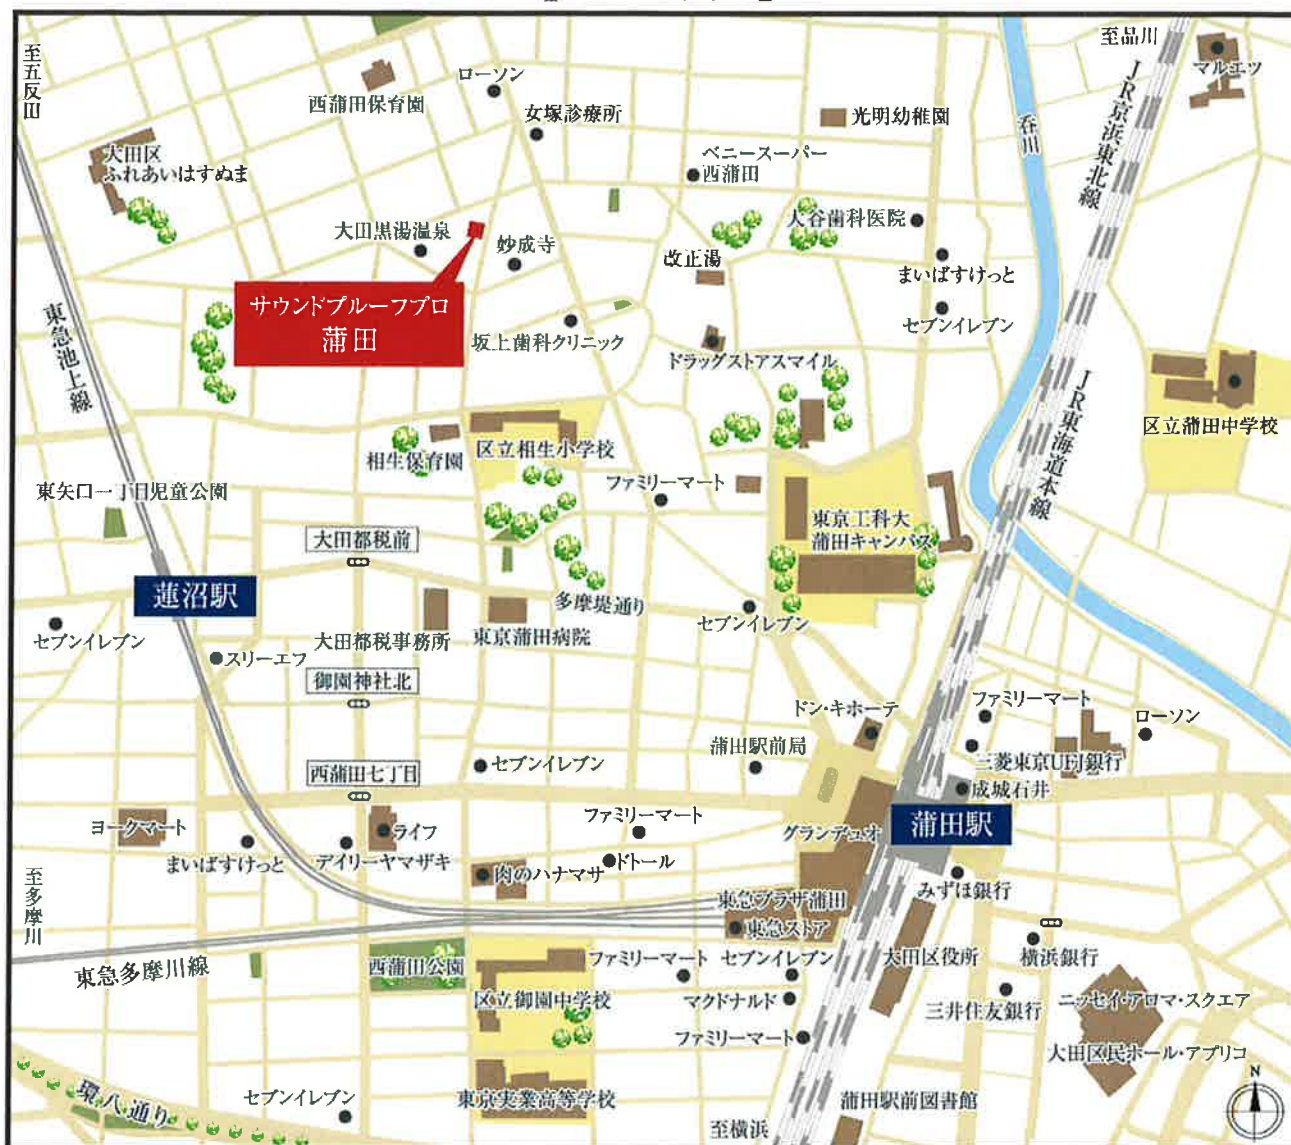 至品川
マルエツ
至五反田
ローソン
西蒲田保育園
女塚診療所
光明幼稚園
呑川
JR京浜東北線
大田区
ふれあいはすぬま
ベニースーパー
西蒲田
大田黒湯温泉
妙成寺
改正湯
大谷歯科医院
まいばすけっと
セブンイレブン
サウンドプルーフプロ
蒲田
坂上歯科クリニック
ドラッグストアスマイル
東急池上線
JR東海道本線
区立蒲田中学校
相生保育園
区立相生小学校
ファミリーマート
東矢口一丁目児童公園
東京工科大
蒲田キャンパス
大田都税前
蓮沼駅
多摩堤通り
セブンイレブン
セブンイレブン
大田都税事務所
東京蒲田病院
スリーエフ
御園神社北
ドン・キホーテ
ファミリーマート
ローソン
蒲田駅前局
三菱東京UFJ銀行
西蒲田七丁目
セブンイレブン
成城石井
ヨークマート
ライフ
ファミリーマート
グランデュオ
蒲田駅
まいばすけっと
デイリーヤマザキ
肉のハナマサ
ドトール
みずほ銀行
至多摩川
東急プラザ蒲田
東急ストア
東急多摩川線
西蒲田公園
ファミリーマート
セブンイレブン
大田区役所
横浜銀行
区立御園中学校
マクドナルド
三井住友銀行
ニッセイ・アロマ・スクエア
ファミリーマート
大田区民ホール・アプリコ
環八通り
セブンイレブン
東京実業高等学校
蒲田駅前図書館
至横浜
N